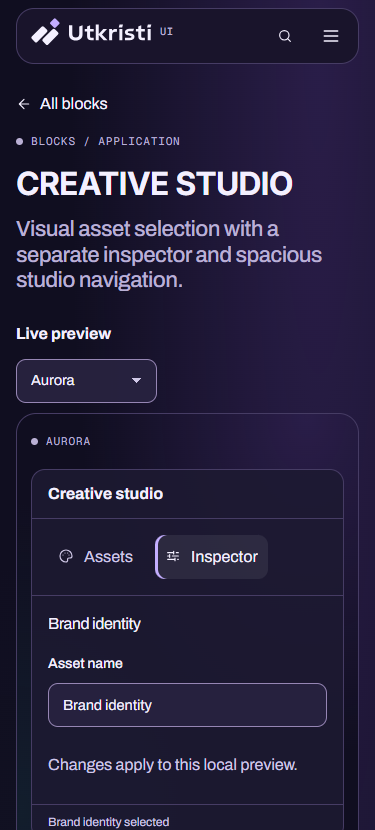 Utkristi UI
All blocks
BLOCKS / APPLICATION
CREATIVE STUDIO
Visual asset selection with a
separate inspector and spacious
studio navigation.
Live preview
Aurora
AURORA
Creative studio
Assets
Inspector
Brand identity
Asset name
Brand identity
Changes apply to this local preview.
Brand identity selected